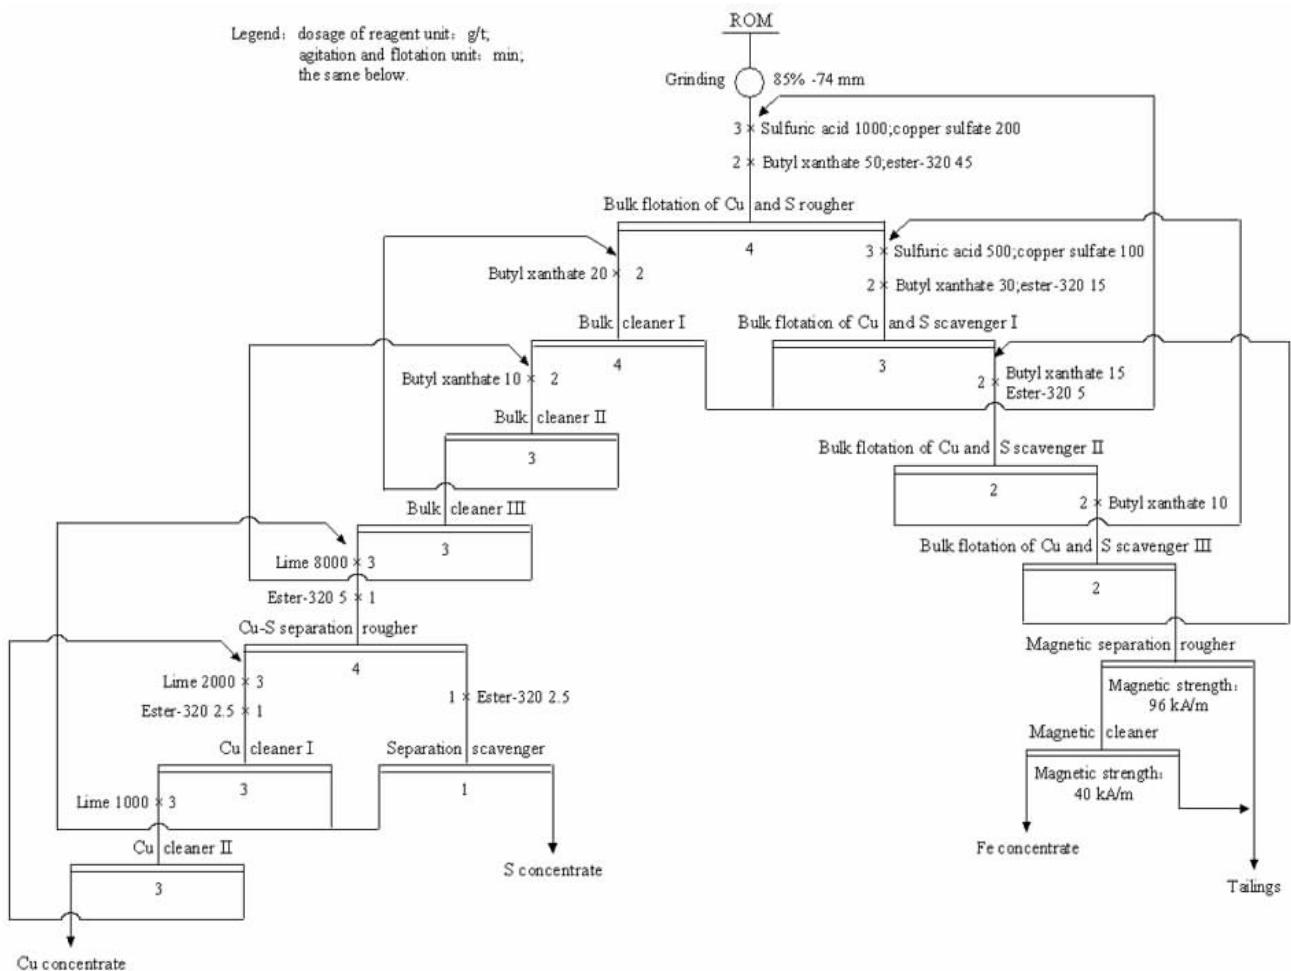 ROM
Legend: dosage of reagent unit: g/t;
agitation and flotation unit: min;
the same below.
Grinding 85% -74 mm
3 × Sulfuric acid 1000;copper sulfate 200
2 × Butyl xanthate 50;ester-320 45
Bulk flotation of Cu and S rougher
4
3 × Sulfuric acid 500;copper sulfate 100
Butyl xanthate 20 × 2
2 × Butyl xanthate 30;ester-320 15
Bulk cleaner I
Bulk flotation of Cu and S scavenger I
4
3
Butyl xanthate 10 × 2
2 × Butyl xanthate 15
Ester-320 5
Bulk cleaner II
Bulk flotation of Cu and S scavenger II
3
2
2 × Butyl xanthate 10
Bulk cleaner III
Bulk flotation of Cu and S scavenger III
3
Lime 8000 × 3
2
Ester-320 5 × 1
Cu-S separation rougher
Magnetic separation rougher
4
Lime 2000 × 3
Magnetic strength:
96 kA/m
1 × Ester-320 2.5
Ester-320 2.5 × 1
Magnetic cleaner
Cu cleaner I
Separation scavenger
Magnetic strength:
40 kA/m
3
1
Lime 1000 × 3
Cu cleaner II
Fe concentrate
S concentrate
3
Tailings
Cu concentrate